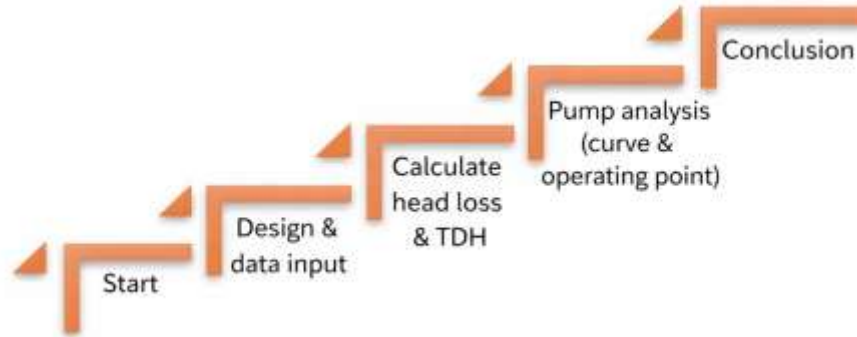 Start
Design &
data input
Calculate
head loss
& TDH
Pump analysis
(curve &
operating point)
Conclusion